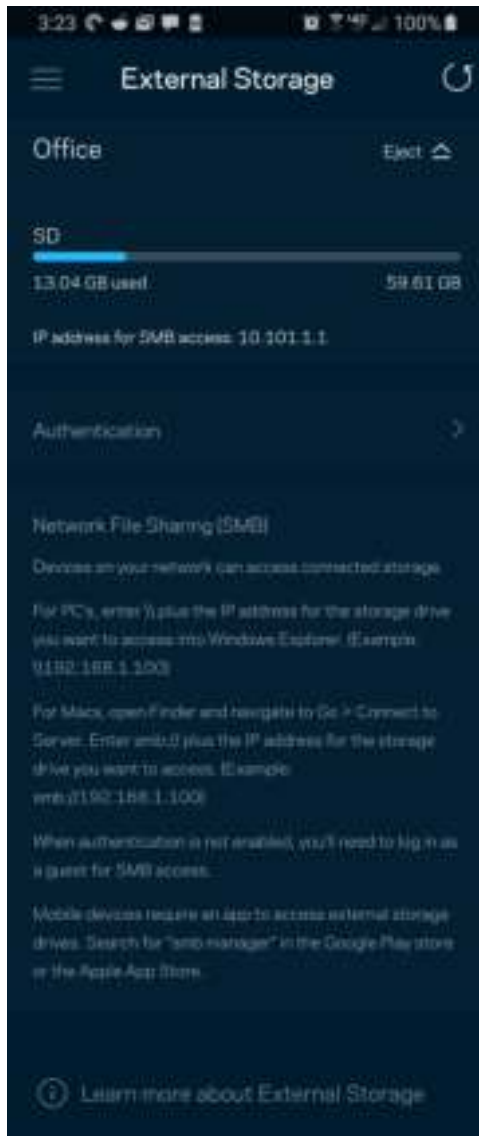 3:23 100%
External Storage
Office Eject
SD
13.04 GB used 59.61 GB
IP address for SMB access: 10.101.1.1
Authentication
Network File Sharing (SMB)
Devices on your network can access connected storage.
For PC's, enter \\ plus the IP address for the storage drive
you want to access into Windows Explorer. (Example:
\\192.168.1.100)
For Macs, open Finder and navigate to Go > Connect to
Server. Enter smb:// plus the IP address for the storage
drive you want to access. (Example:
smb://192.168.1.100)
When authentication is not enabled, you'll need to log in as
a guest for SMB access.
Mobile devices require an app to access external storage
drives. Search for "smb manager" in the Google Play store
or the Apple App Store.
Learn more about External Storage